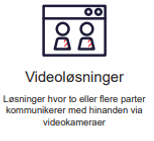 Videoløsninger
Løsninger hvor to eller flere parter
kommunikerer med hinanden via
videokameraer